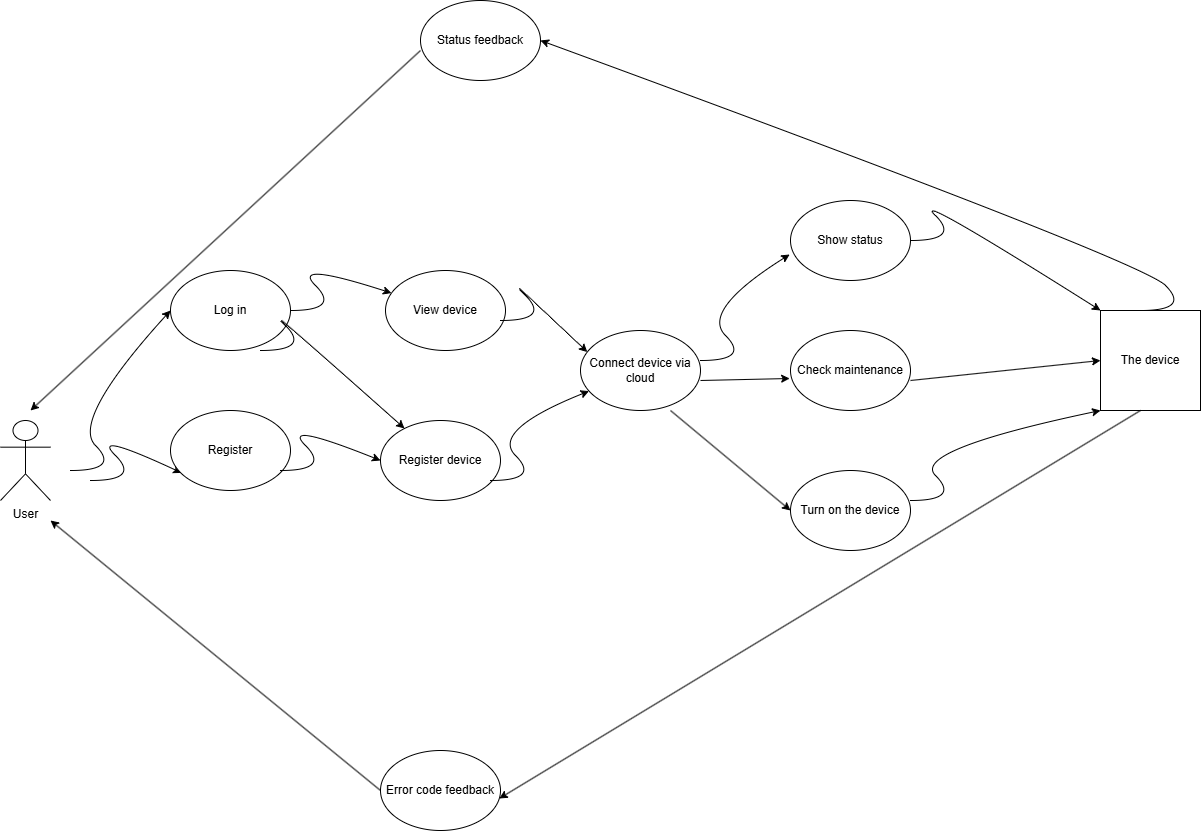 Status feedback
Show status
Log in
View device
Connect device via
cloud
Check maintenance
The device
Register
Register device
Turn on the device
User
Error code feedback